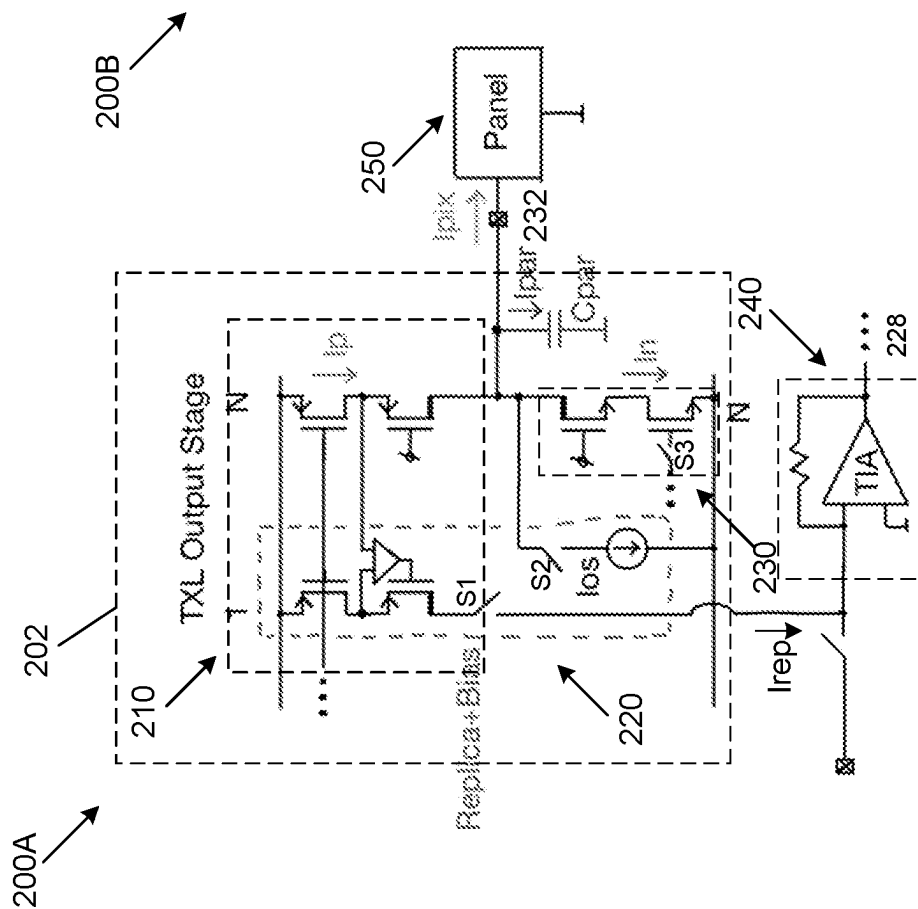 200B
250
Panel
Ipix
232
202
TXL Output Stage
210
1
N
Ip
Ipar
Cpar
240
228
In
N
S3
230
S2
Ios
S1
TIA
Replica+Bias
220
Irep
200A